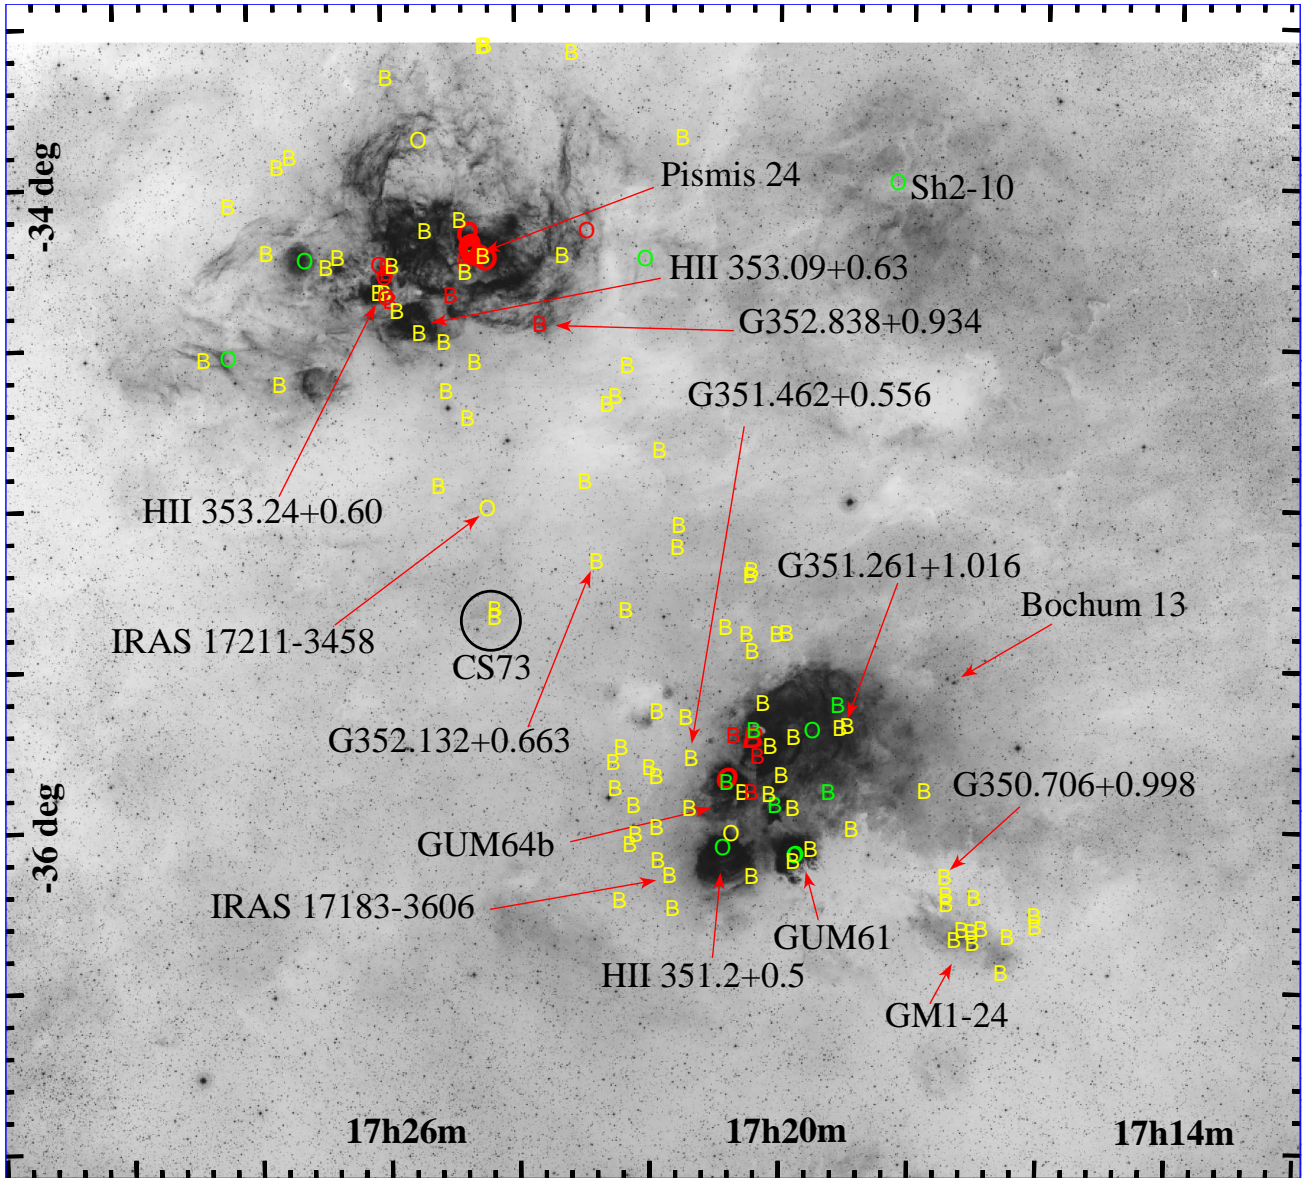 Pismis 24
Sh2-10
-34 deg
HII 353.09+0.63
G352.838+0.934
G351.462+0.556
HII 353.24+0.60
G351.261+1.016
Bochum 13
IRAS 17211-3458
CS73
G352.132+0.663
G350.706+0.998
GUM64b
-36 deg
IRAS 17183-3606
GUM61
HII 351.2+0.5
GM1-24
17h26m
17h20m
17h14m